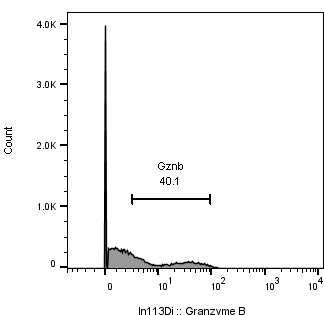 4.0K
3.0K
2.0K
1.0K
0
Count
Gznb
40.1
0 10^1 10^2 10^3 10^4
In113Di :: Granzyme B